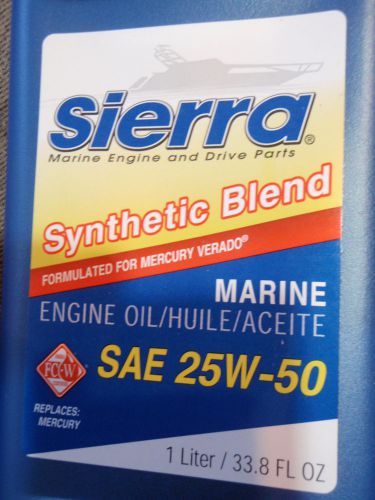 Sierra®
Marine Engine and Drive Parts
Synthetic Blend
FORMULATED FOR MERCURY VERADO®
MARINE
ENGINE OIL/HUILE/ACEITE
FC-W
SAE 25W-50
REPLACES:
MERCURY
1 Liter / 33.8 FL OZ